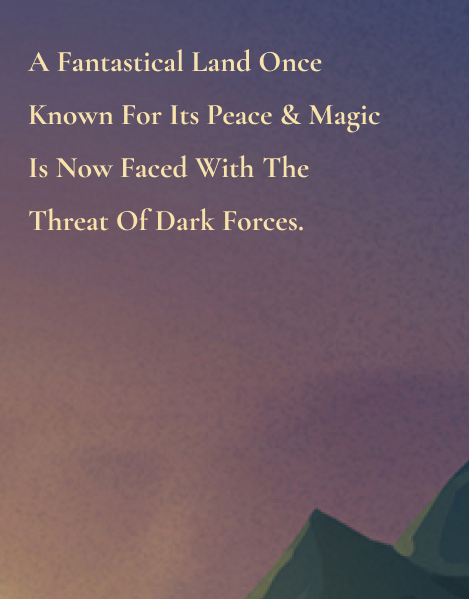 A Fantastical Land Once
Known For Its Peace & Magic
Is Now Faced With The
Threat Of Dark Forces.